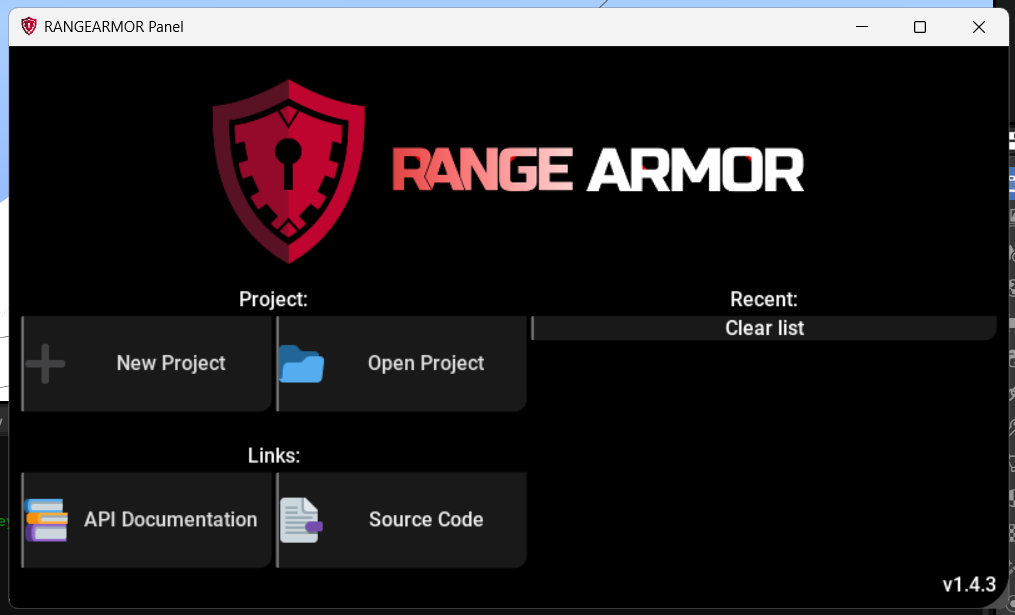 RANGEARMOR Panel
RANGE ARMOR
Project:
New Project
Open Project
Recent:
Clear list
Links:
API Documentation
Source Code
v1.4.3